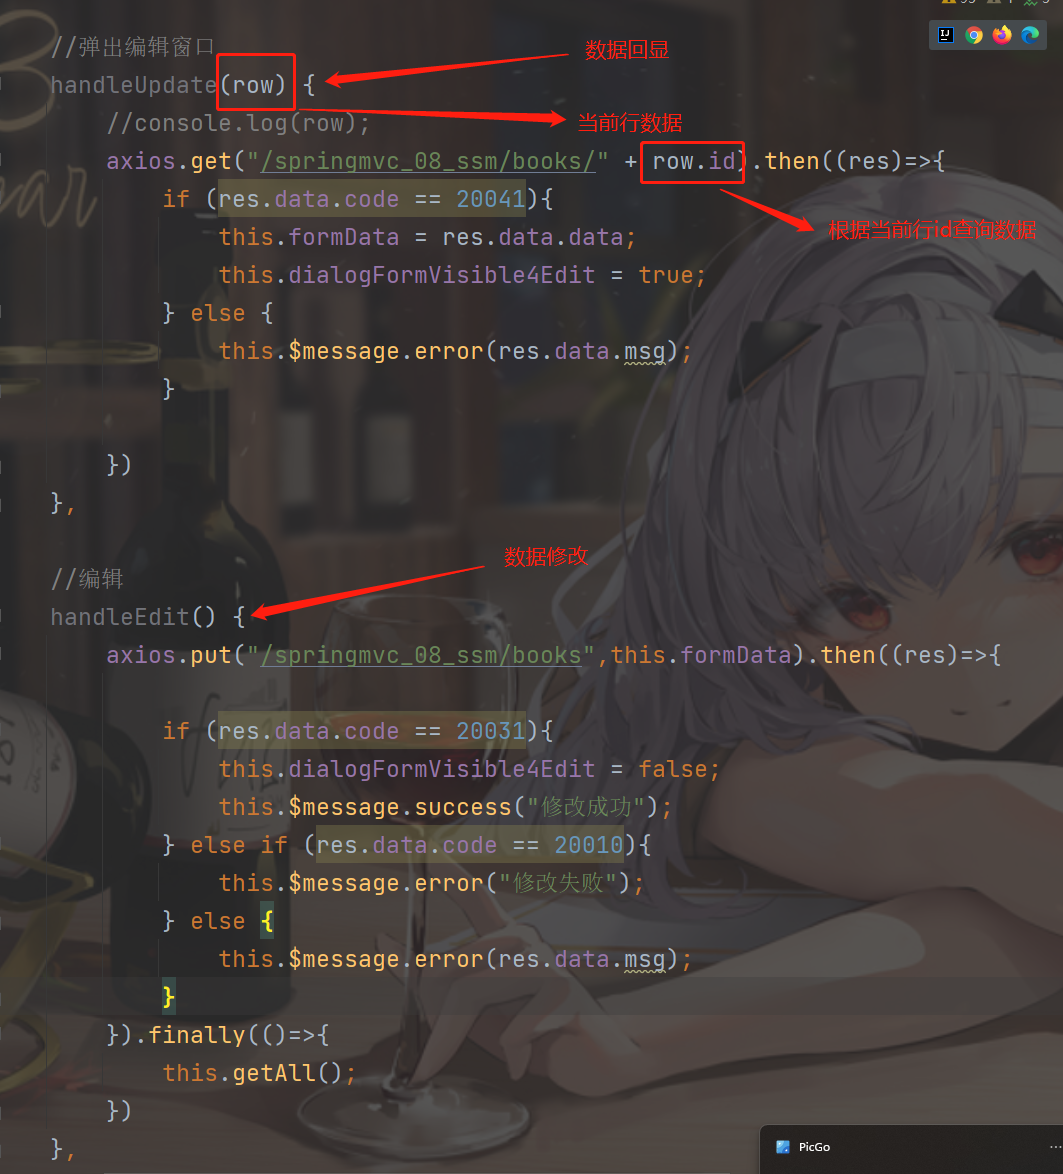 //弹出编辑窗口
数据回显
handleUpdate(row) {
//console.log(row);
当前行数据
axios.get("/springmvc_08_ssm/books/" + row.id).then((res)=>{
if (res.data.code == 20041){
根据当前行id查询数据
this.formData = res.data.data;
this.dialogFormVisible4Edit = true;
} else {
this.$message.error(res.data.msg);
}
})
},
数据修改
//编辑
handleEdit() {
axios.put("/springmvc_08_ssm/books",this.formData).then((res)=>{
if (res.data.code == 20031){
this.dialogFormVisible4Edit = false;
this.$message.success("修改成功");
} else if (res.data.code == 20010){
this.$message.error("修改失败");
} else {
this.$message.error(res.data.msg);
}
}).finally(()=>{
this.getAll();
})
},
PicGo